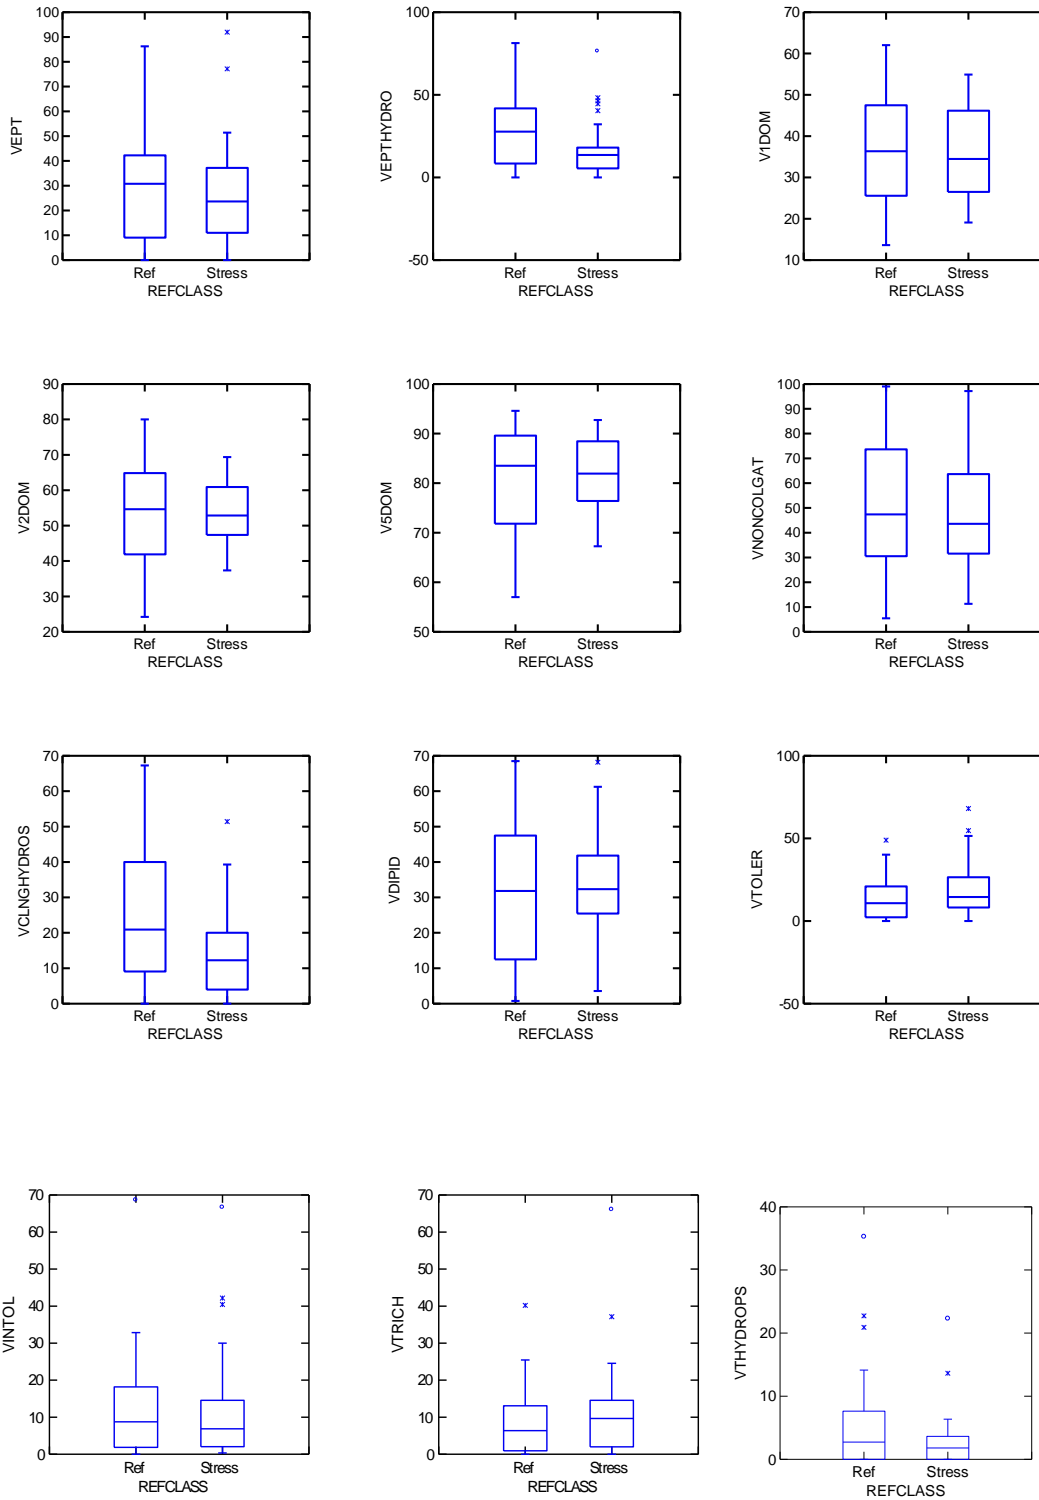 VEPT
100
90
80
70
60
50
40
30
20
10
0
Ref Stress
REFCLASS
VEPTHYDRO
100
50
0
-50
Ref Stress
REFCLASS
V1DOM
70
60
50
40
30
20
10
Ref Stress
REFCLASS
V2DOM
90
80
70
60
50
40
30
20
Ref Stress
REFCLASS
V5DOM
100
90
80
70
60
50
Ref Stress
REFCLASS
VNONCOLGAT
100
90
80
70
60
50
40
30
20
10
0
Ref Stress
REFCLASS
VCLNGHYDROS
70
60
50
40
30
20
10
0
Ref Stress
REFCLASS
VDIPID
70
60
50
40
30
20
10
0
Ref Stress
REFCLASS
VTOLER
100
50
0
-50
Ref Stress
REFCLASS
VINTOL
70
60
50
40
30
20
10
0
Ref Stress
REFCLASS
VTRICH
70
60
50
40
30
20
10
0
Ref Stress
REFCLASS
VTHYDROPS
40
30
20
10
0
Ref Stress
REFCLASS